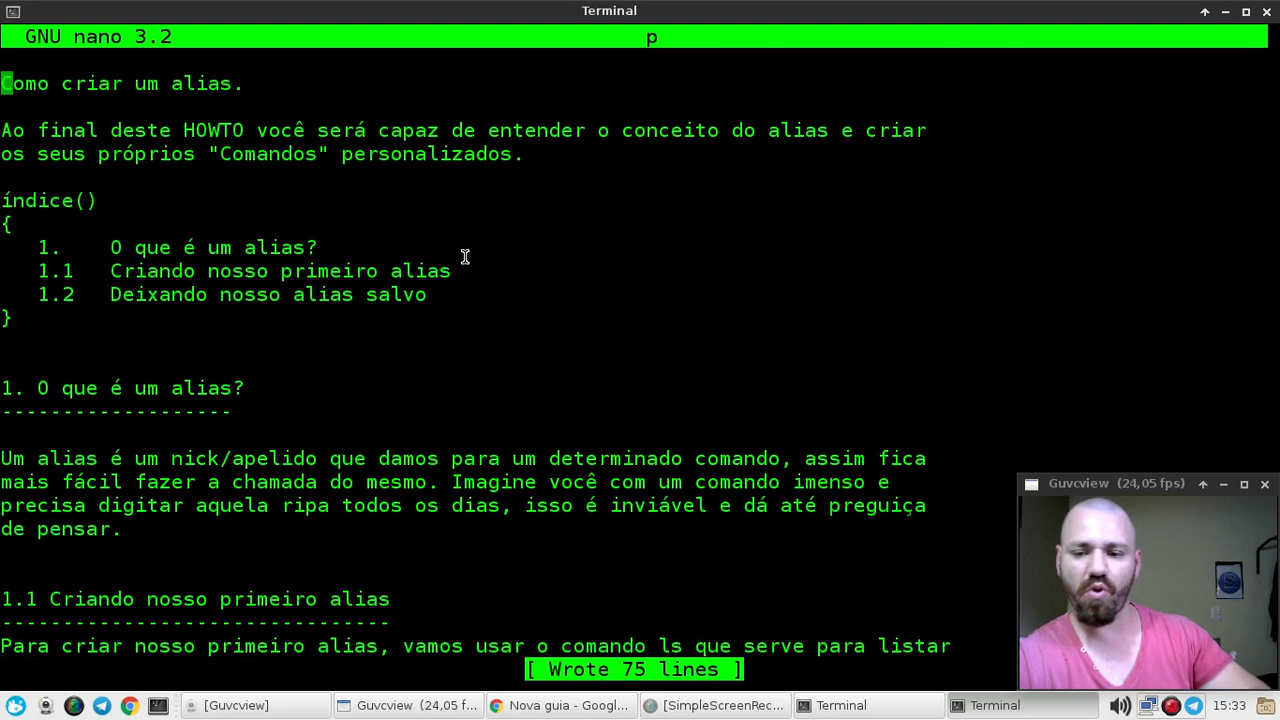 Terminal
GNU nano 3.2 p
Como criar um alias.
Ao final deste HOWTO você será capaz de entender o conceito do alias e criar
os seus próprios "Comandos" personalizados.
índice()
{
1. O que é um alias?
1.1 Criando nosso primeiro alias
1.2 Deixando nosso alias salvo
}
1. O que é um alias?
-------------------
Um alias é um nick/apelido que damos para um determinado comando, assim fica
mais fácil fazer a chamada do mesmo. Imagine você com um comando imenso e
precisa digitar aquela ripa todos os dias, isso é inviável e dá até preguiça
de pensar.
1.1 Criando nosso primeiro alias
--------------------------------
Para criar nosso primeiro alias, vamos usar o comando ls que serve para listar
[ Wrote 75 lines ]
Guvcview (24,05 fps)
[Guvcview]
Guvcview (24,05 f...
Nova guia - Googl...
[SimpleScreenRec...
Terminal
Terminal
15:33